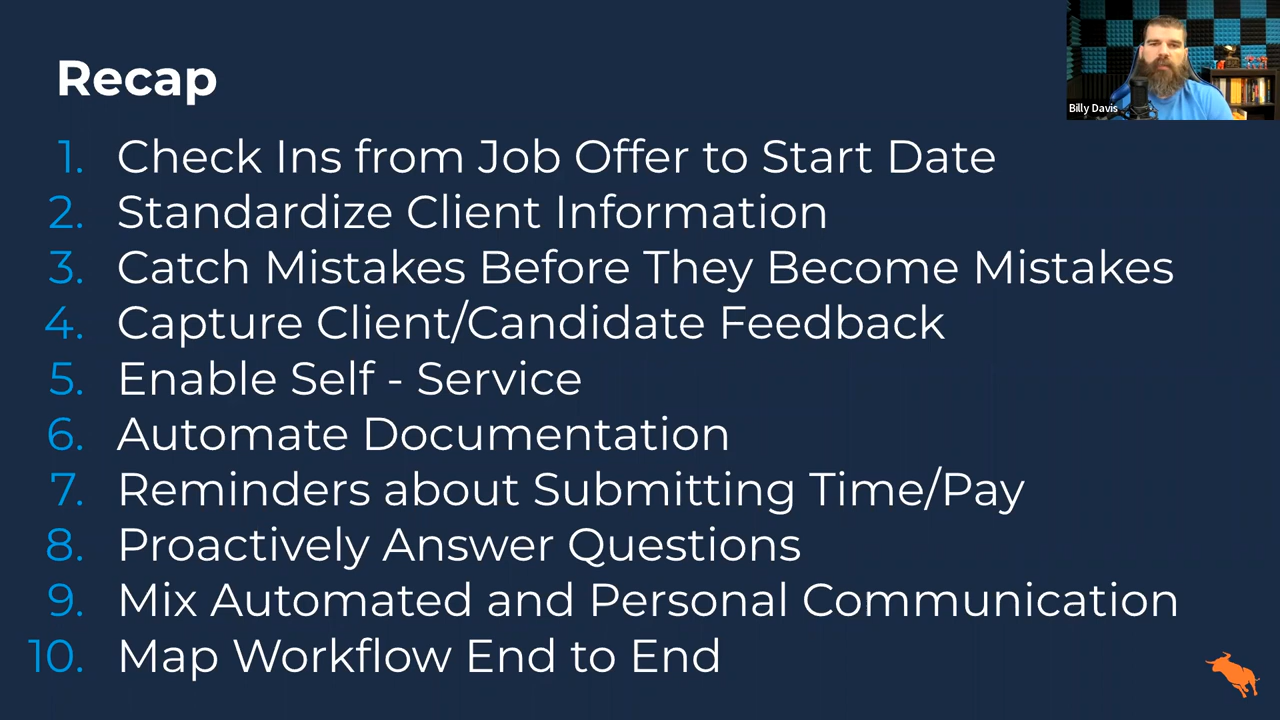 Recap
Billy Davis
1. Check Ins from Job Offer to Start Date
2. Standardize Client Information
3. Catch Mistakes Before They Become Mistakes
4. Capture Client/Candidate Feedback
5. Enable Self - Service
6. Automate Documentation
7. Reminders about Submitting Time/Pay
8. Proactively Answer Questions
9. Mix Automated and Personal Communication
10. Map Workflow End to End